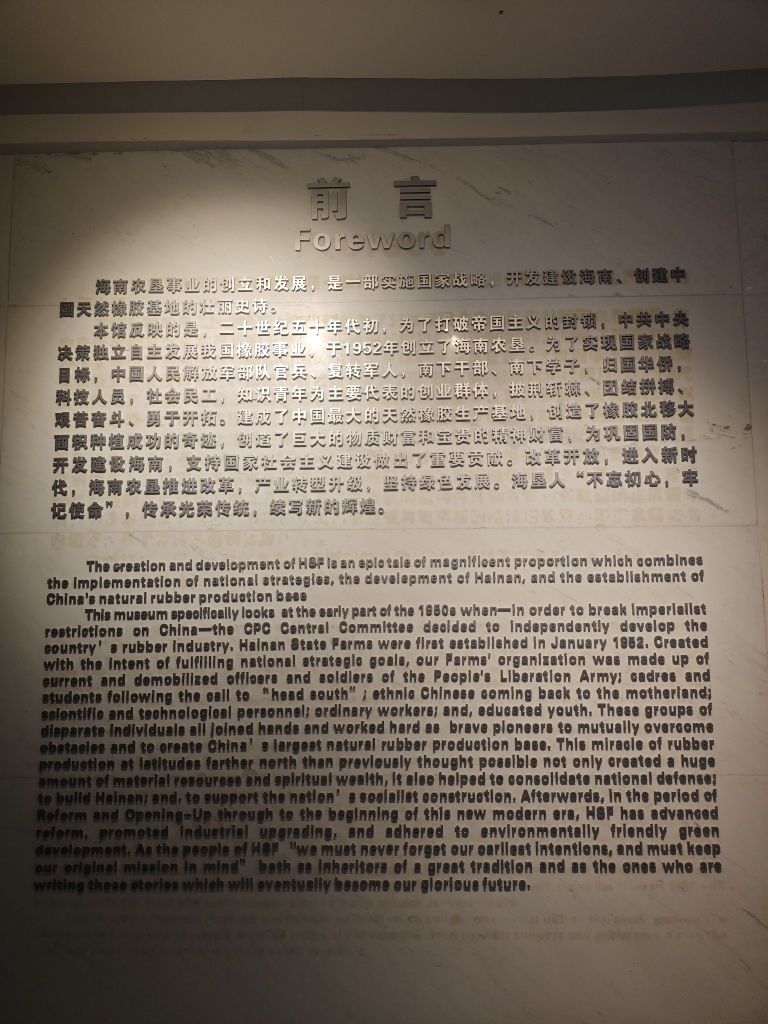 前 言
Foreword
海南农垦事业的创立和发展，是一部实施国家战略，开发建设海南、创建中
国天然橡胶基地的壮丽史诗。
本馆反映的是，二十世纪五十年代初，为了打破帝国主义的封锁，中共中央
决策独立自主发展我国橡胶事业，于1952年创立了海南农垦。为了实现国家战略
目标，中国人民解放军部队官兵、复转军人，南下干部、南下学子，归国华侨，
科技人员，社会民工，知识青年为主要代表的创业群体，披荆斩棘、团结拼搏、
艰苦奋斗、勇于开拓。建成了中国最大的天然橡胶生产基地，创造了橡胶北移大
面积种植成功的奇迹，创造了巨大的物质财富和宝贵的精神财富，为巩固国防，
开发建设海南，支持国家社会主义建设做出了重要贡献。改革开放，进入新时
代，海南农垦推进改革，产业转型升级，坚持绿色发展。海垦人“不忘初心，牢
记使命”，传承光荣传统，续写新的辉煌。
The creation and development of HSF is an epic tale of magnificent proportion which combines
the implementation of national strategies, the development of Hainan, and the establishment of
China's natural rubber production base
This museum specifically looks at the early part of the 1950s when—in order to break imperialist
restrictions on China—the CPC Central Committee decided to independently develop the
country's rubber industry. Hainan State Farms were first established in January 1952. Created
with the intent of fulfilling national strategic goals, our Farms' organization was made up of
current and demobilized officers and soldiers of the People's Liberation Army; cadres and
students following the call to “head south”; ethnic Chinese coming back to the motherland;
scientific and technological personnel; ordinary workers; and, educated youth. These groups of
disparate individuals all joined hands and worked hard as brave pioneers to mutually overcome
obstacles and to create China's largest natural rubber production base. This miracle of rubber
production at latitudes farther north than previously thought possible not only created a huge
amount of material resources and spiritual wealth, it also helped to consolidate national defense;
to build Hainan; and, to support the nation's socialist construction. Afterwards, in the period of
Reform and Opening-Up through to the beginning of this new modern era, HSF has advanced
reform, promoted industrial upgrading, and adhered to environmentally friendly green
development. As the people of HSF “we must never forget our earliest intentions, and must keep
our original mission in mind” both as inheritors of a great tradition and as the ones who are
writing those stories which will eventually become our glorious future.